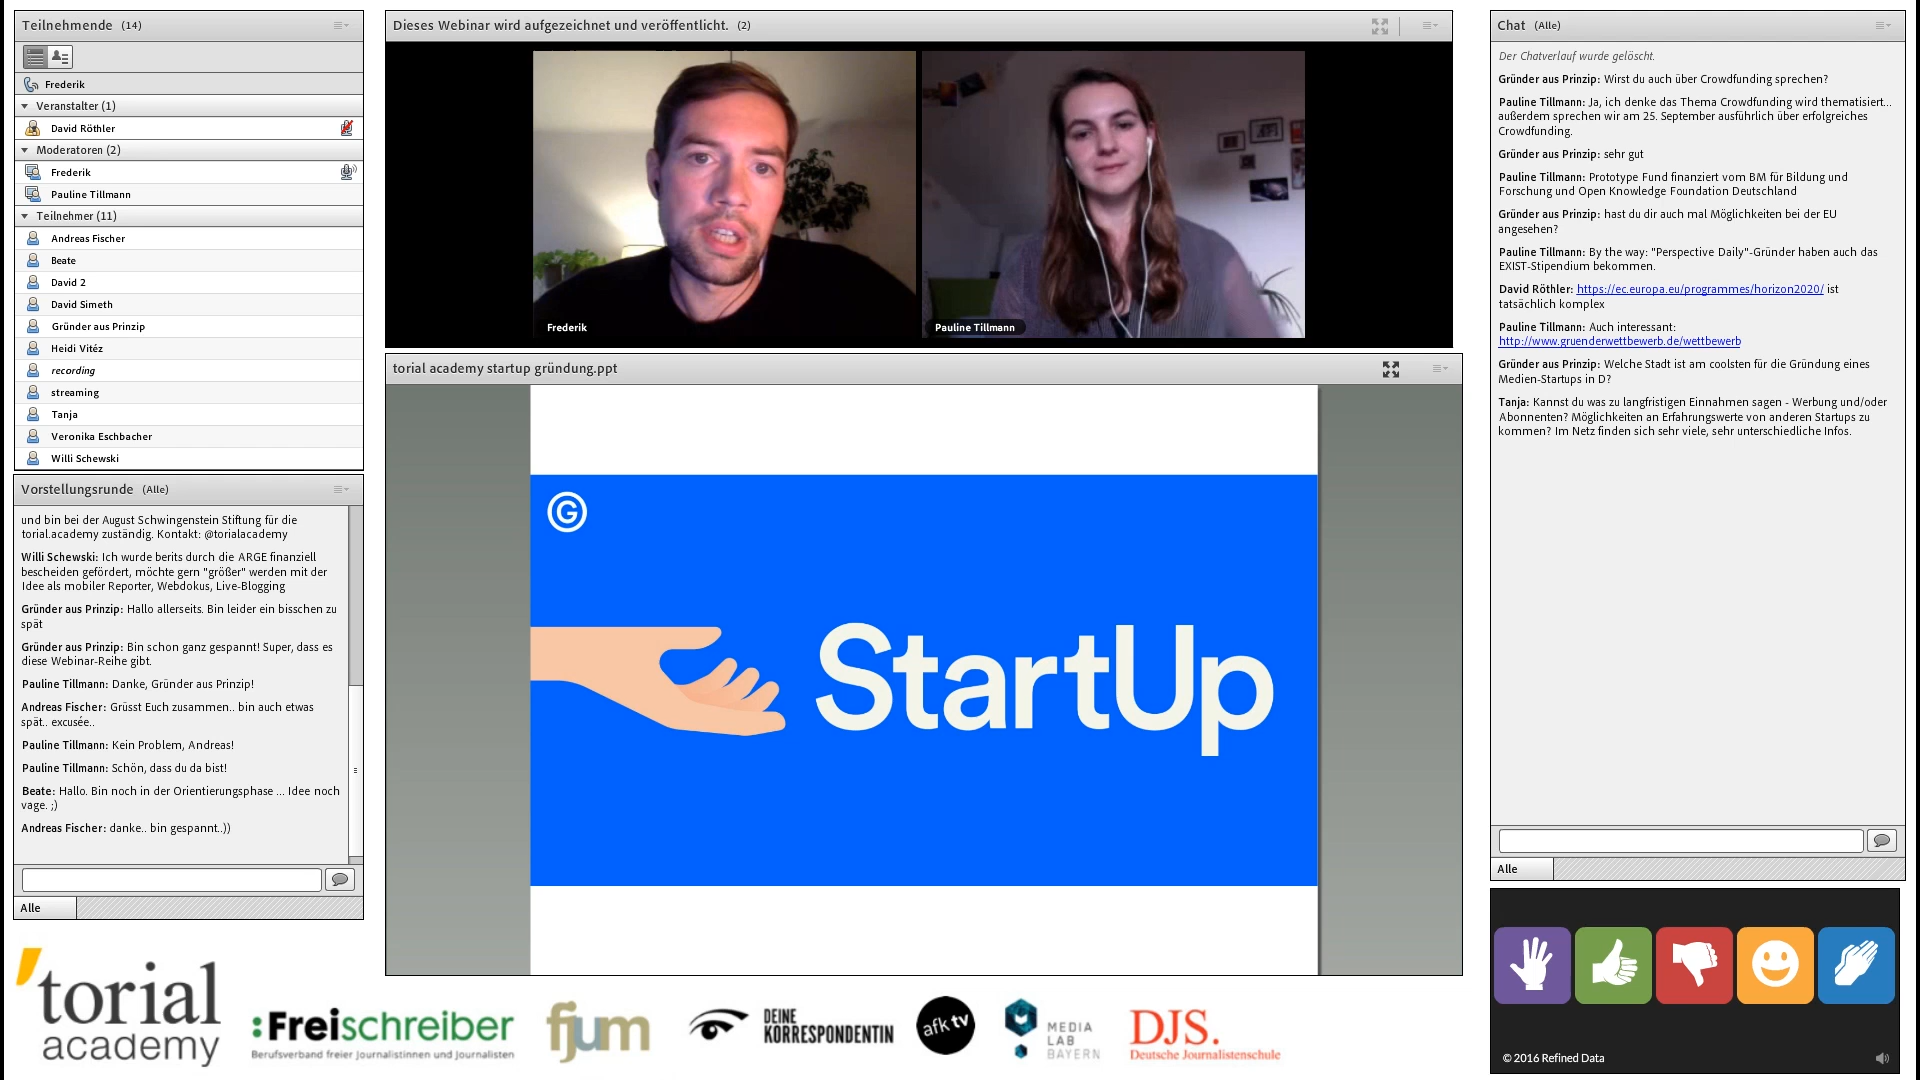 Teilnehmende (14)
Frederik
Veranstalter (1)
David Röthler
Moderatoren (2)
Frederik
Pauline Tillmann
Teilnehmer (11)
Andreas Fischer
Beate
David 2
David Simeth
Gründer aus Prinzip
Heidi Vitéz
recording
streaming
Tanja
Veronika Eschbacher
Willi Schewski
Vorstellungsrunde (Alle)
und bin bei der August Schwingenstein Stiftung für die
torial.academy zuständig. Kontakt: @torialacademy
Willi Schewski: Ich wurde berits durch die ARGE finanziell
bescheiden gefördert, möchte gern "größer" werden mit der
Idee als mobiler Reporter, Webdokus, Live-Blogging
Gründer aus Prinzip: Hallo allerseits. Bin leider ein bisschen zu
spät
Gründer aus Prinzip: Bin schon ganz gespannt! Super, dass es
diese Webinar-Reihe gibt.
Pauline Tillmann: Danke, Gründer aus Prinzip!
Andreas Fischer: Grüsst Euch zusammen.. bin auch etwas
spät.. excusée..
Pauline Tillmann: Kein Problem, Andreas!
Pauline Tillmann: Schön, dass du da bist!
Beate: Hallo. Bin noch in der Orientierungsphase ... Idee noch
vage. ;)
Andreas Fischer: danke.. bin gespannt..))
Alle
Dieses Webinar wird aufgezeichnet und veröffentlicht. (2)
Frederik
Pauline Tillmann
torial academy startup gründung.ppt
G
StartUp
Chat (Alle)
Der Chatverlauf wurde gelöscht.
Gründer aus Prinzip: Wirst du auch über Crowdfunding sprechen?
Pauline Tillmann: Ja, ich denke das Thema Crowdfunding wird thematisiert...
außerdem sprechen wir am 25. September ausführlich über erfolgreiches
Crowdfunding.
Gründer aus Prinzip: sehr gut
Pauline Tillmann: Prototype Fund finanziert vom BM für Bildung und
Forschung und Open Knowledge Foundation Deutschland
Gründer aus Prinzip: hast du dir auch mal Möglichkeiten bei der EU
angesehen?
Pauline Tillmann: By the way: "Perspective Daily"-Gründer haben auch das
EXIST-Stipendium bekommen.
David Röthler: https://ec.europa.eu/programmes/horizon2020/ ist
tatsächlich komplex
Pauline Tillmann: Auch interessant:
http://www.gruenderwettbewerb.de/wettbewerb
Gründer aus Prinzip: Welche Stadt ist am coolsten für die Gründung eines
Medien-Startups in D?
Tanja: Kannst du was zu langfristigen Einnahmen sagen - Werbung und/oder
Abonnenten? Möglichkeiten an Erfahrungswerte von anderen Startups zu
kommen? Im Netz finden sich sehr viele, sehr unterschiedliche Infos.
Alle
© 2016 Refined Data
'torial
academy
:Freischreiber
Berufsverband freier Journalistinnen und Journalisten
fjum
DEINE
KORRESPONDENTIN
afk tv
MEDIA
LAB
BAYERN
DJS.
Deutsche Journalistenschule